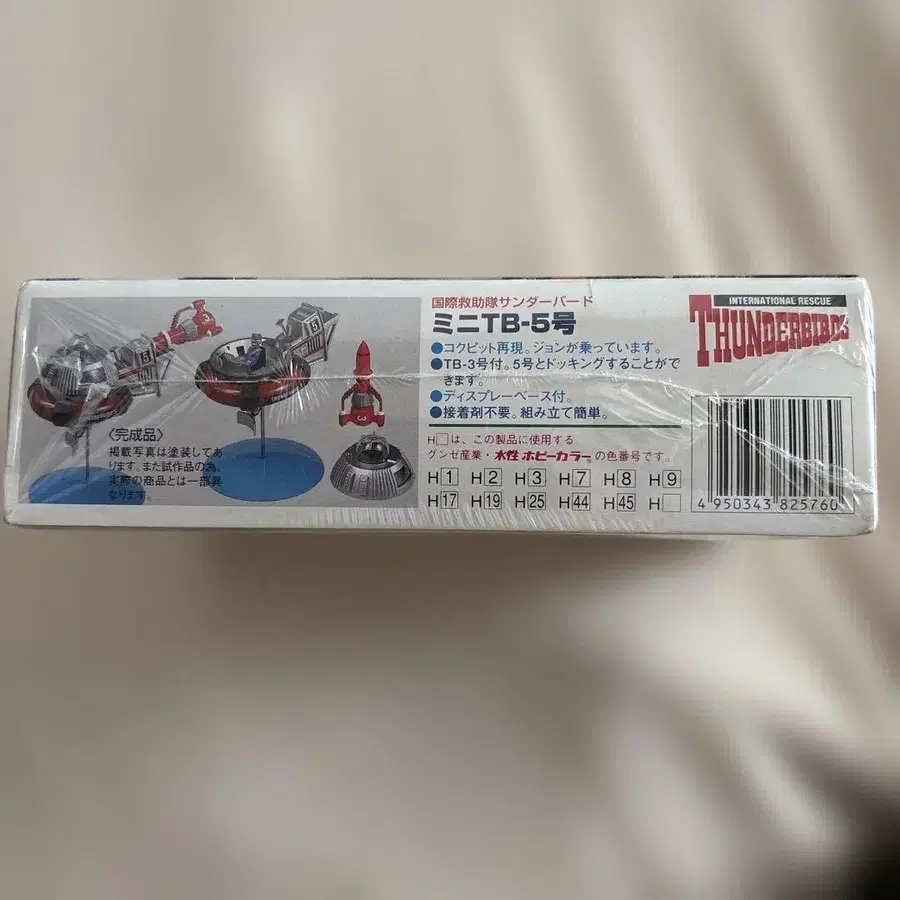 国際救助隊サンダーバード
ミニTB-5号
●コクピット再現。ジョンが乗っています。
●TB-3号付。5号とドッキングすることがで
きます。
●ディスプレーベース付。
●接着剤不要。組み立て簡単。
H□は、この製品に使用する
グンゼ産業・水性ホビーカラーの色番号です。
H1 H2 H3 H7 H8 H9
H17 H19 H25 H44 H45 H□
INTERNATIONAL RESCUE
THUNDERBIRDS
4 950343 825760
〈完成品〉
掲載写真は塗装してあ
ります。また試作品の為、
実際の商品とは一部異
なります。
5
3
5
3